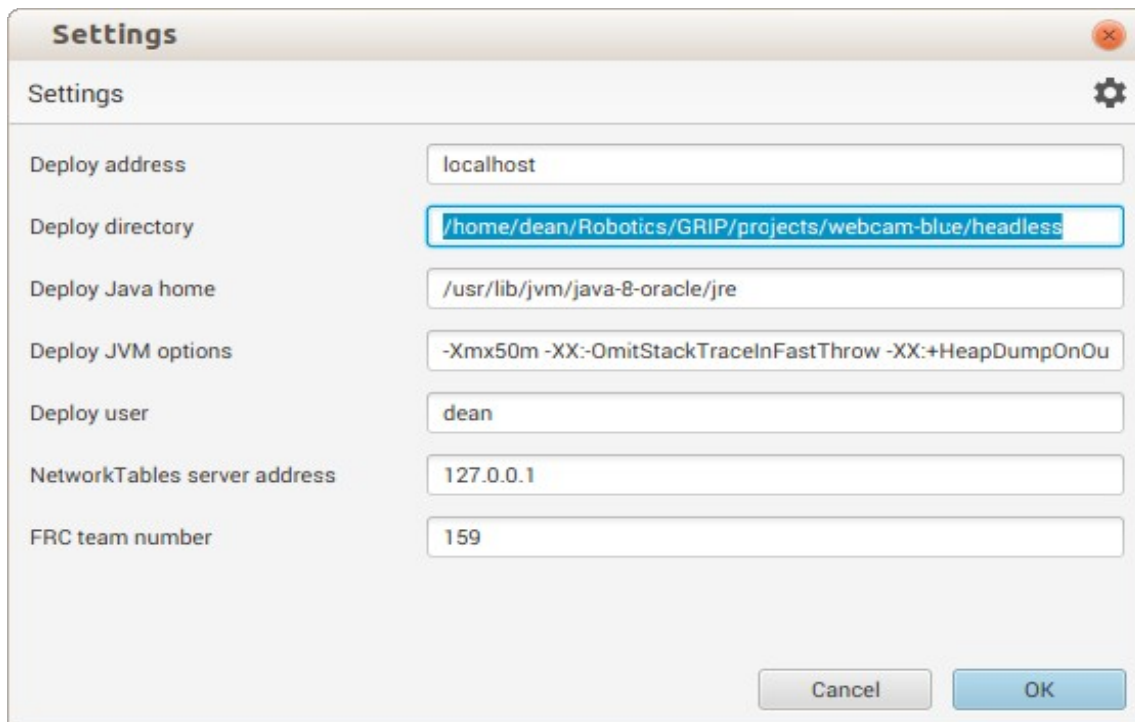 Settings
Settings
Deploy address localhost
Deploy directory /home/dean/Robotics/GRIP/projects/webcam-blue/headless
Deploy Java home /usr/lib/jvm/java-8-oracle/jre
Deploy JVM options -Xmx50m -XX:-OmitStackTraceInFastThrow -XX:+HeapDumpOnOu
Deploy user dean
NetworkTables server address 127.0.0.1
FRC team number 159
Cancel OK